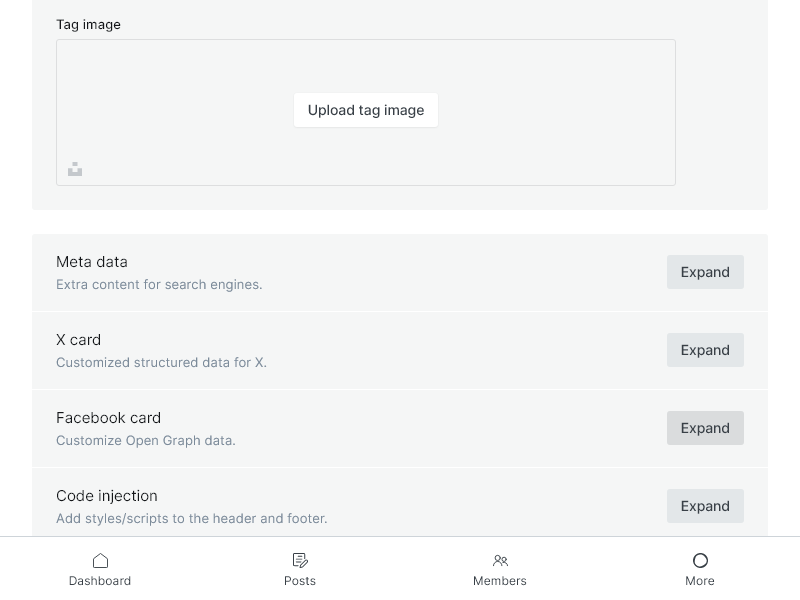 Tag image
Upload tag image
Meta data
Extra content for search engines.
Expand
X card
Customized structured data for X.
Expand
Facebook card
Customize Open Graph data.
Expand
Code injection
Add styles/scripts to the header and footer.
Expand
Dashboard
Posts
Members
More